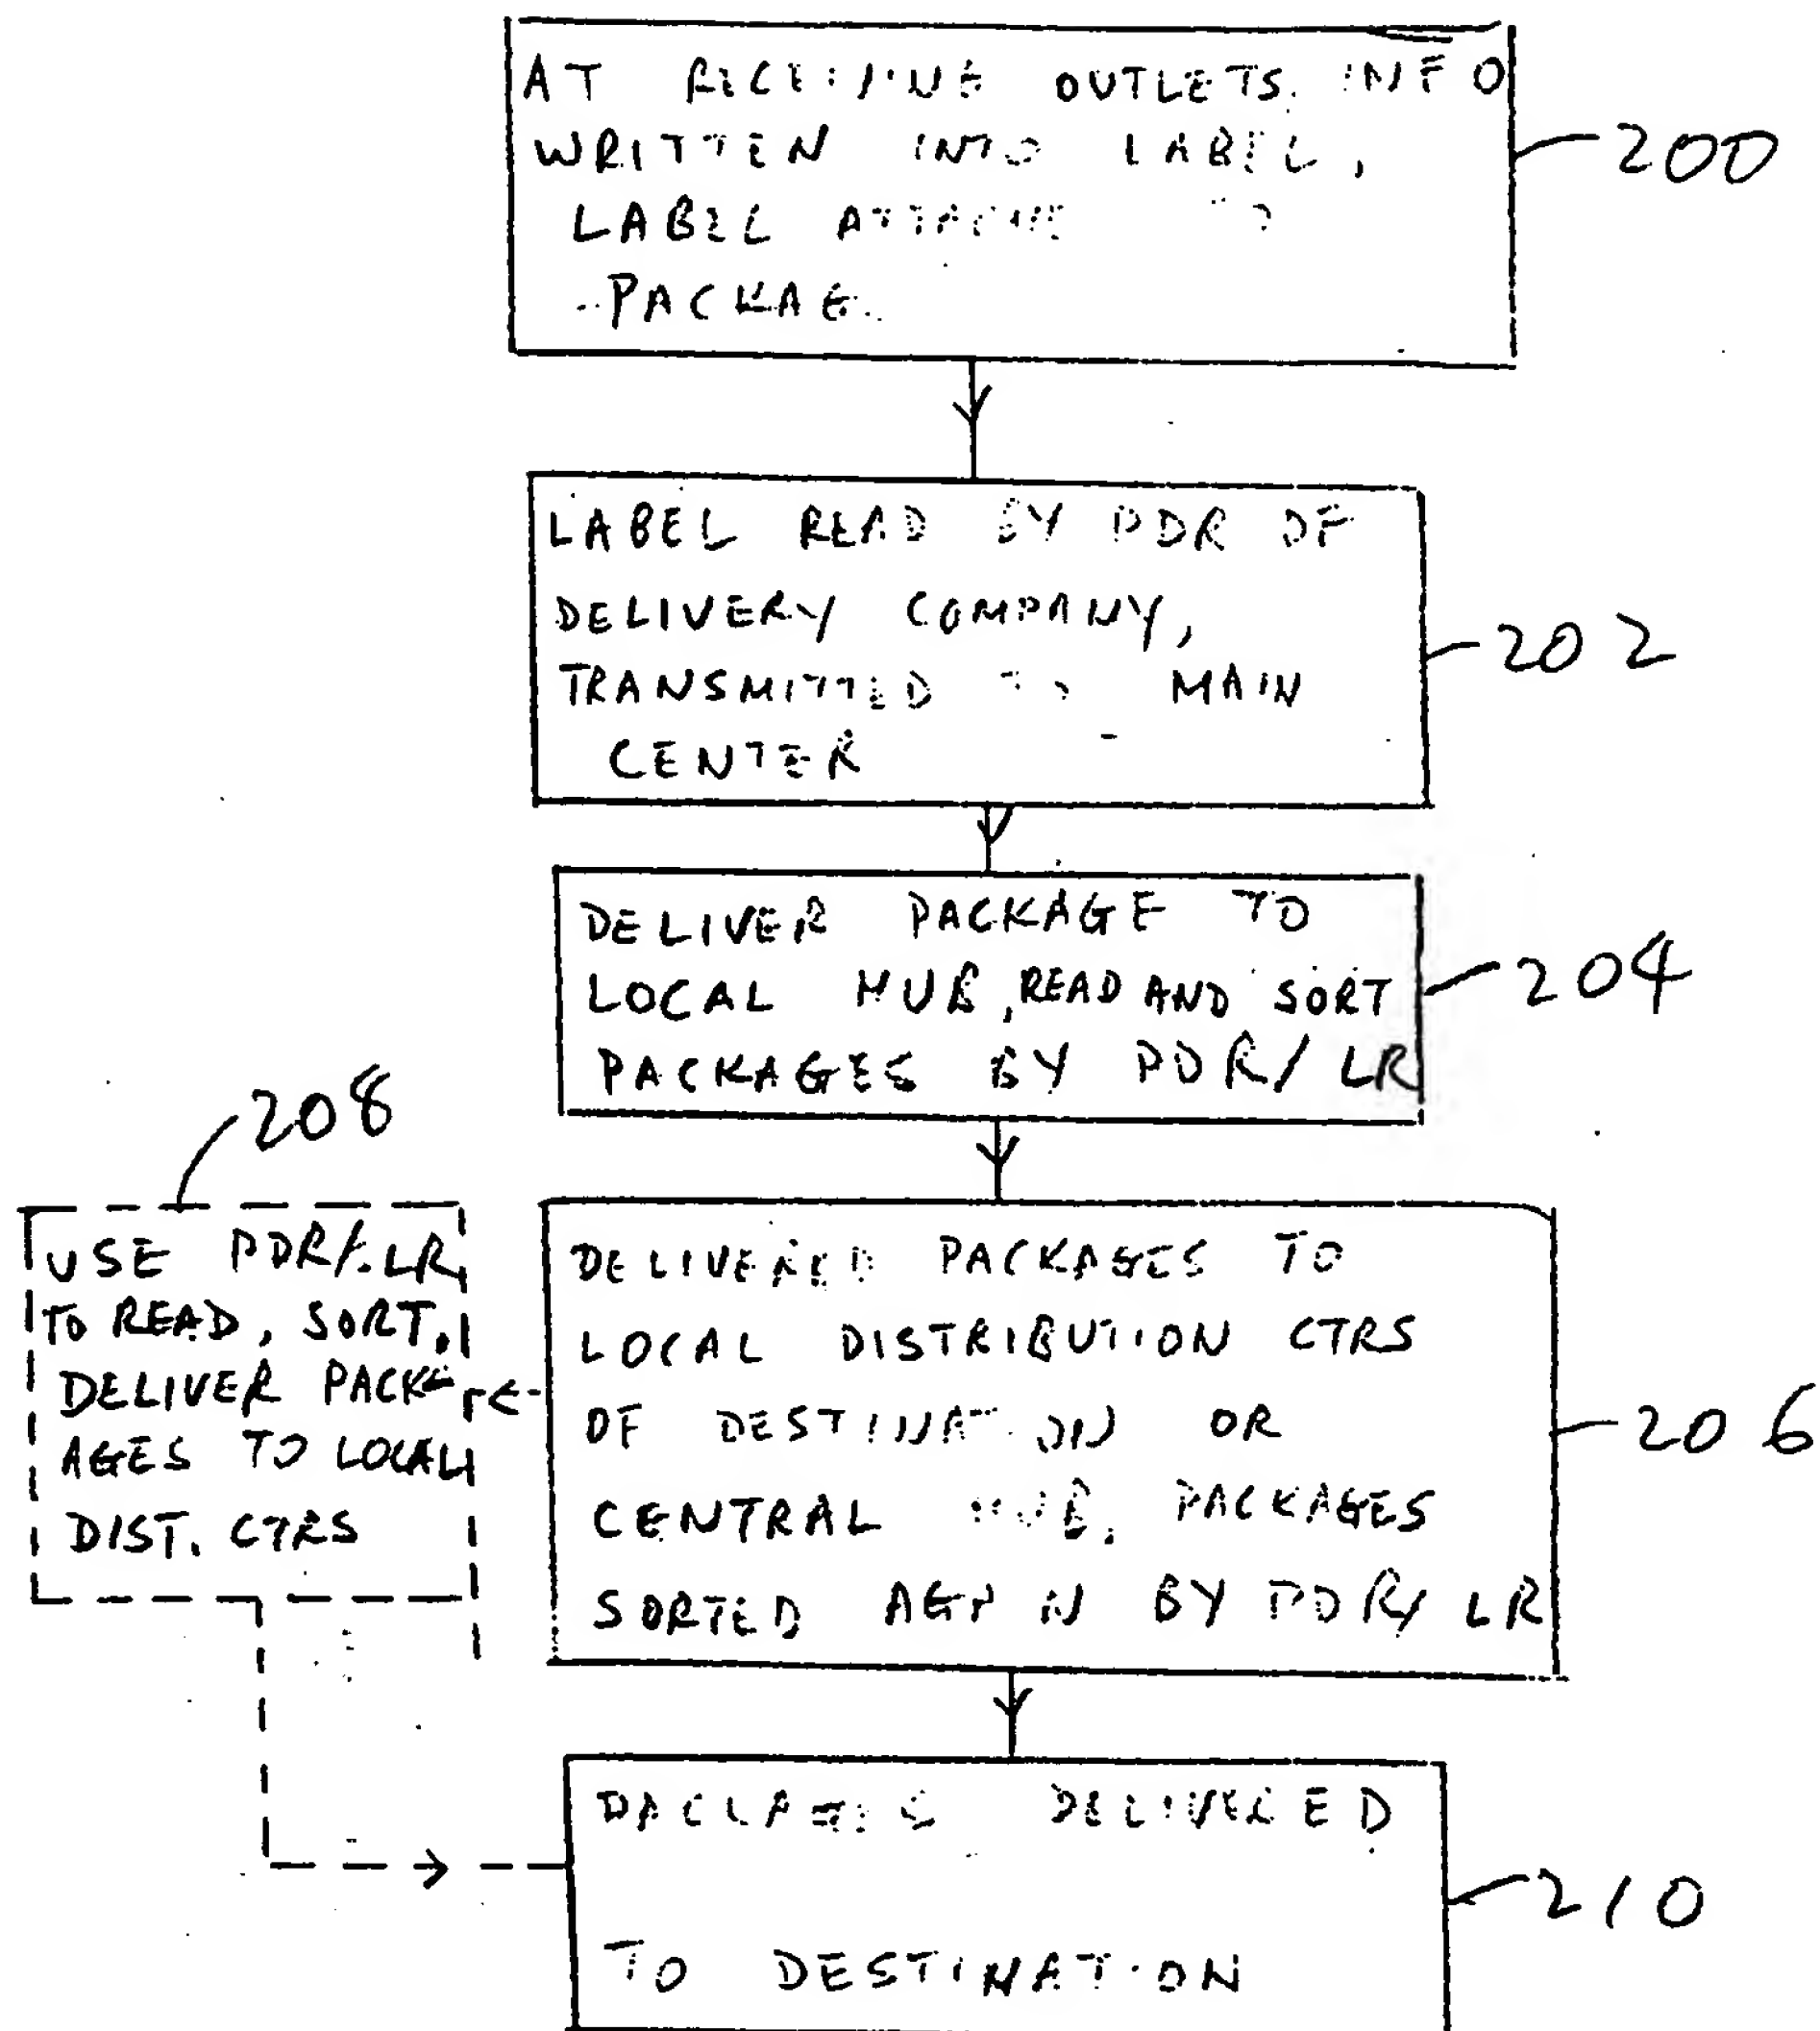 AT RECEIVING OUTLETS, INFO
WRITTEN INTO LABEL,
LABEL ATTACHE TO
PACKAG
200
LABEL READ BY PDR OF
DELIVERY COMPANY,
TRANSMITTED TO MAIN
CENTER
202
DELIVER PACKAGE TO
LOCAL HUB, READ AND SORT
PACKAGES BY PDR/LR
204
208
USE PDR/LR
TO READ, SORT,
DELIVER PACK-
AGES TO LOCAL
DIST. CTRS
DELIVERED PACKAGES TO
LOCAL DISTRIBUTION CTRS
OF DESTINATION OR
CENTRAL HUB, PACKAGES
SORTED AGAIN BY PDR/LR
206
PACKAGES DELIVERED
TO DESTINATION
210